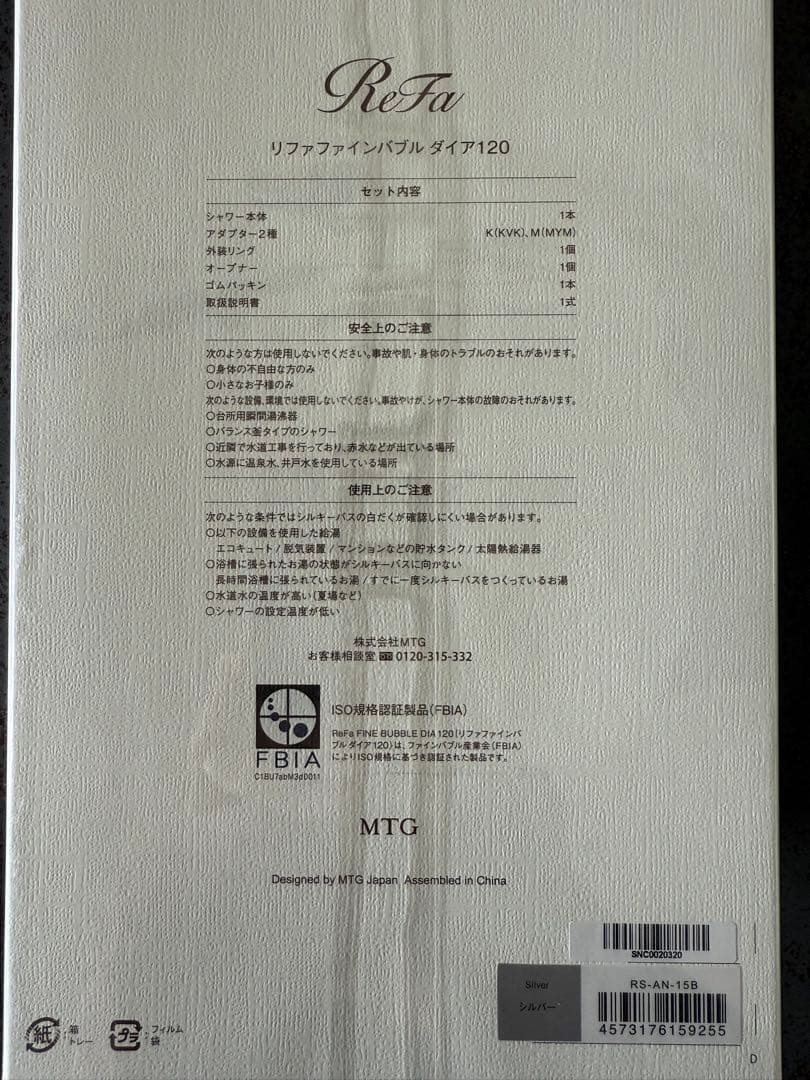 ReFa
リファファインバブル ダイア120
セット内容
シャワー本体 1本
アダプター2種 K(KVK)、M(MYM)
外装リング 1個
オープナー 1個
ゴムパッキン 1本
取扱説明書 1式
安全上のご注意
次のような方は使用しないでください。事故や肌・身体のトラブルのおそれがあります。
○身体の不自由な方のみ
○小さなお子様のみ
次のような設備、環境では使用しないでください。事故やけが、シャワー本体の故障のおそれがあります。
○台所用瞬間湯沸器
○バランス釜タイプのシャワー
○近隣で水道工事を行っており、赤水などが出ている場所
○水源に温泉水、井戸水を使用している場所
使用上のご注意
次のような条件ではシルキーバスの白だくが確認しにくい場合があります。
○以下の設備を使用した給湯
エコキュート / 脱気装置 / マンションなどの貯水タンク / 太陽熱給湯器
○浴槽に張られたお湯の状態がシルキーバスに向かない
長時間浴槽に張られているお湯 / すでに一度シルキーバスをつくっているお湯
○水道水の温度が高い(夏場など)
○シャワーの設定温度が低い
株式会社MTG
お客様相談室 0120-315-332
FBIA
C1BU7abM3d0011
ISO規格認証製品(FBIA)
ReFa FINE BUBBLE DIA 120(リファファインバ
ブルダイア120)は、ファインバブル産業会(FBIA)
によりISO規格に基づき認証された製品です。
MTG
Designed by MTG Japan Assembled in China
SNC0020320
Silver
シルバー
RS-AN-15B
4573176159255
紙 箱
トレー
プラ フィルム
袋
D